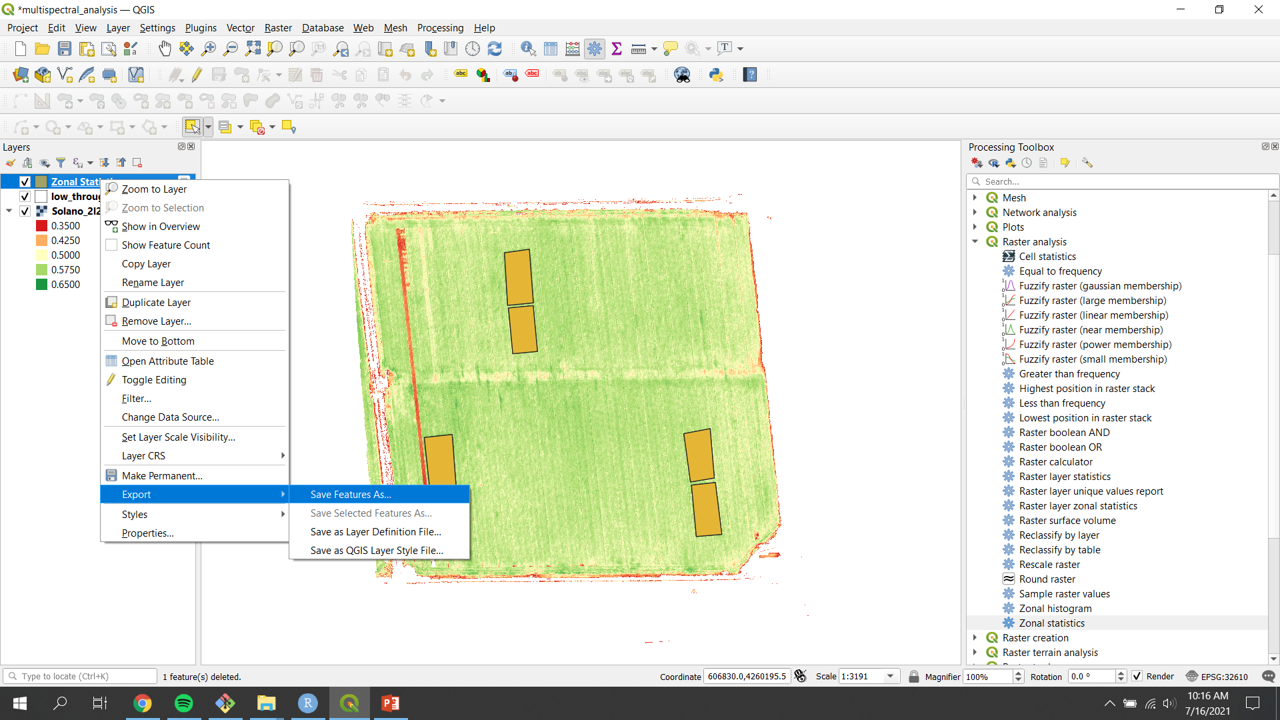 *multispectral_analysis — QGIS
Project Edit View Layer Settings Plugins Vector Raster Database Web Mesh Processing Help
Layers
Zonal Stati
low_throu
Solano_2I2
0.3500
0.4250
0.5000
0.5750
0.6500
Zoom to Layer
Zoom to Selection
Show in Overview
Show Feature Count
Copy Layer
Rename Layer
Duplicate Layer
Remove Layer...
Move to Bottom
Open Attribute Table
Toggle Editing
Filter...
Change Data Source...
Set Layer Scale Visibility...
Layer CRS
Make Permanent...
Export
Styles
Properties...
Save Features As...
Save Selected Features As...
Save as Layer Definition File...
Save as QGIS Layer Style File...
Processing Toolbox
Search...
Mesh
Network analysis
Plots
Raster analysis
Cell statistics
Equal to frequency
Fuzzify raster (gaussian membership)
Fuzzify raster (large membership)
Fuzzify raster (linear membership)
Fuzzify raster (near membership)
Fuzzify raster (power membership)
Fuzzify raster (small membership)
Greater than frequency
Highest position in raster stack
Less than frequency
Lowest position in raster stack
Raster boolean AND
Raster boolean OR
Raster calculator
Raster layer statistics
Raster layer unique values report
Raster layer zonal statistics
Raster surface volume
Reclassify by layer
Reclassify by table
Rescale raster
Round raster
Sample raster values
Zonal histogram
Zonal statistics
Raster creation
Raster terrain analysis
Type to locate (Ctrl+K)
1 feature(s) deleted.
Coordinate 606830.0,4260195.5
Scale 1:3191
Magnifier 100%
Rotation 0.0 °
Render
EPSG:32610
10:16 AM
7/16/2021